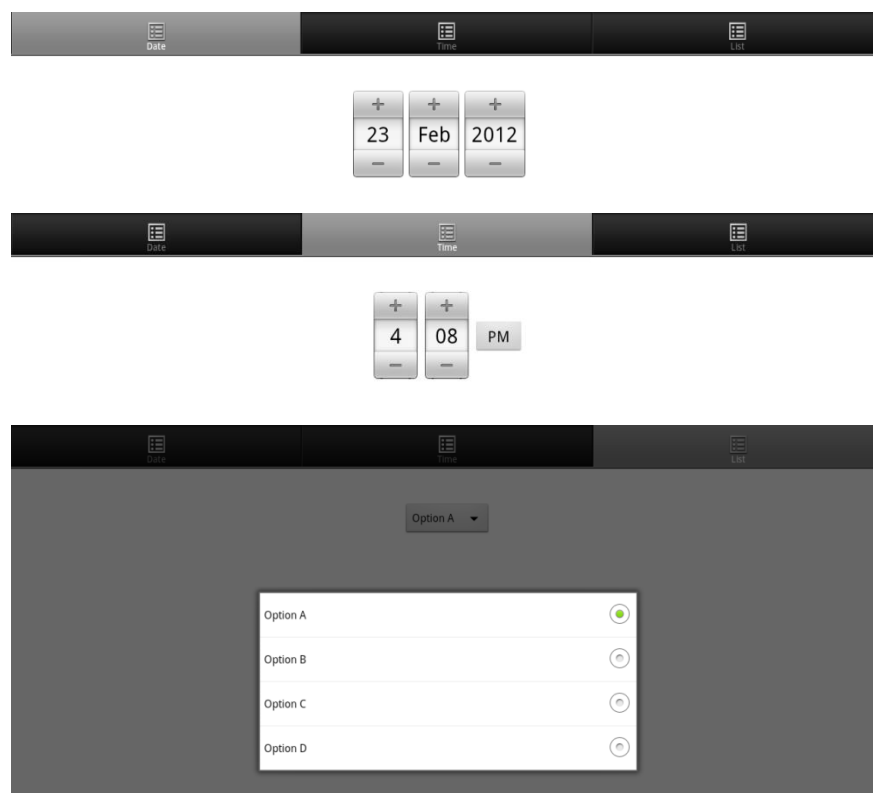 Date Time List
+ + +
23 Feb 2012
− − −
Date Time List
+ +
4 08 PM
− −
Date Time List
Option A
Option A
Option B
Option C
Option D